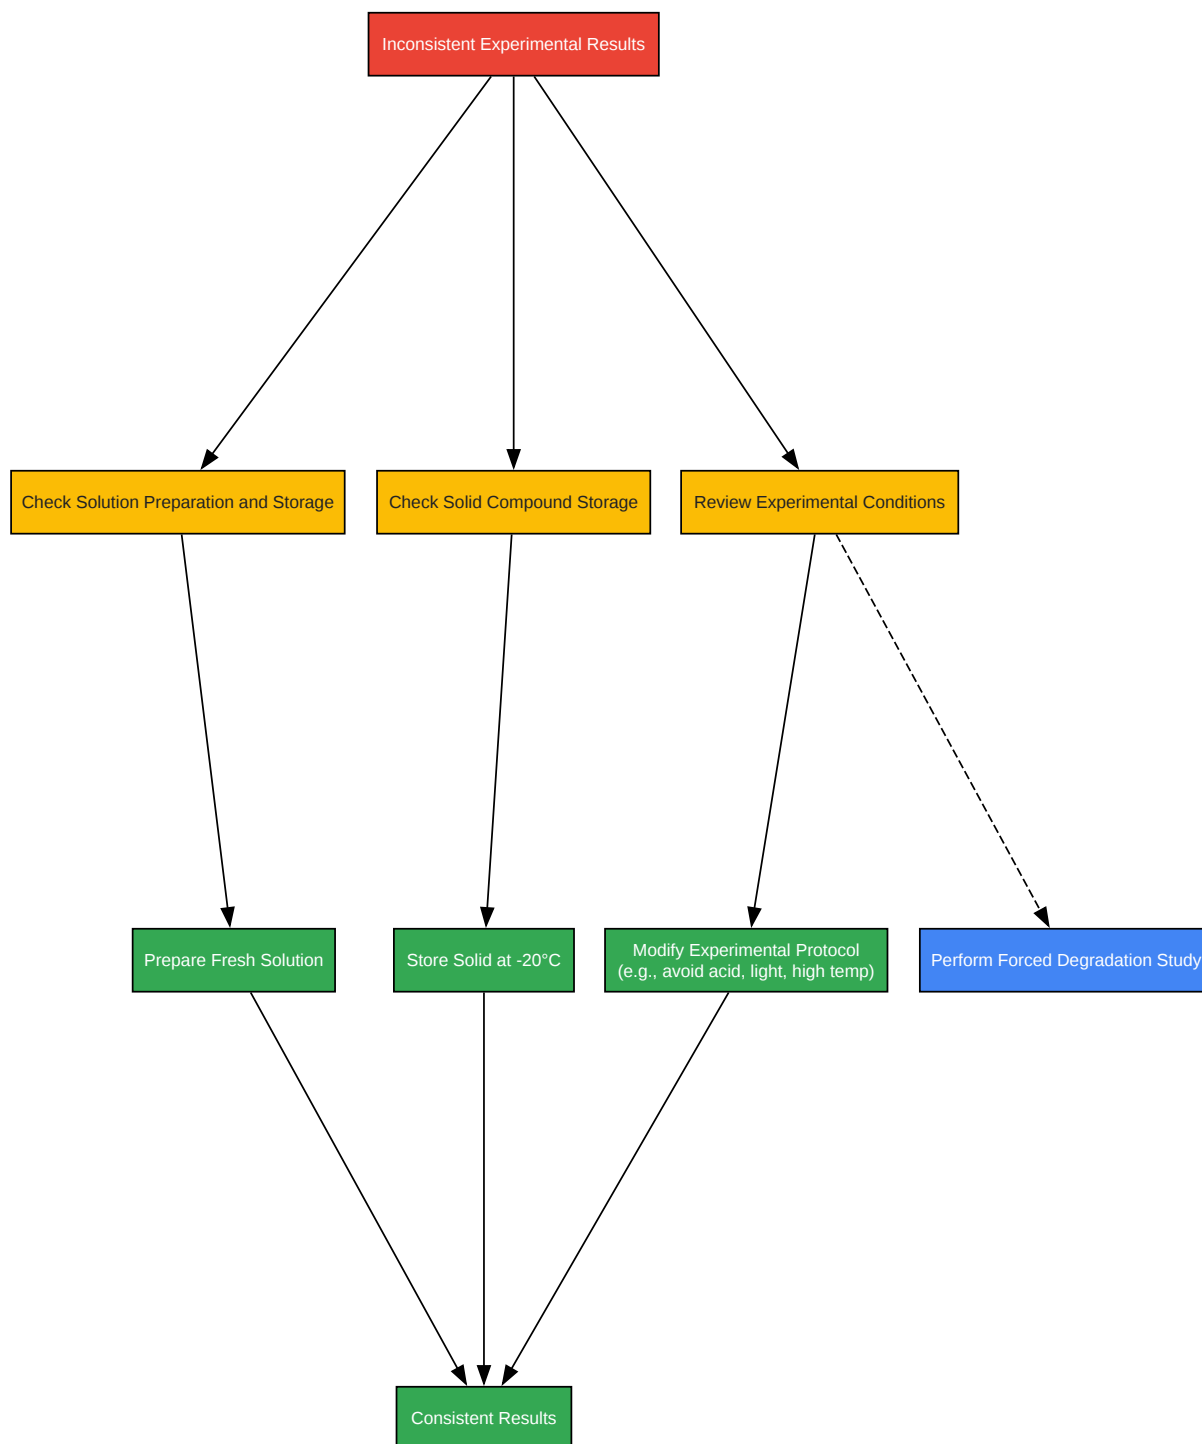 Inconsistent Experimental Results
Check Solution Preparation and Storage
Check Solid Compound Storage
Review Experimental Conditions
Prepare Fresh Solution
Store Solid at -20°C
Modify Experimental Protocol
(e.g., avoid acid, light, high temp)
Perform Forced Degradation Study
Consistent Results